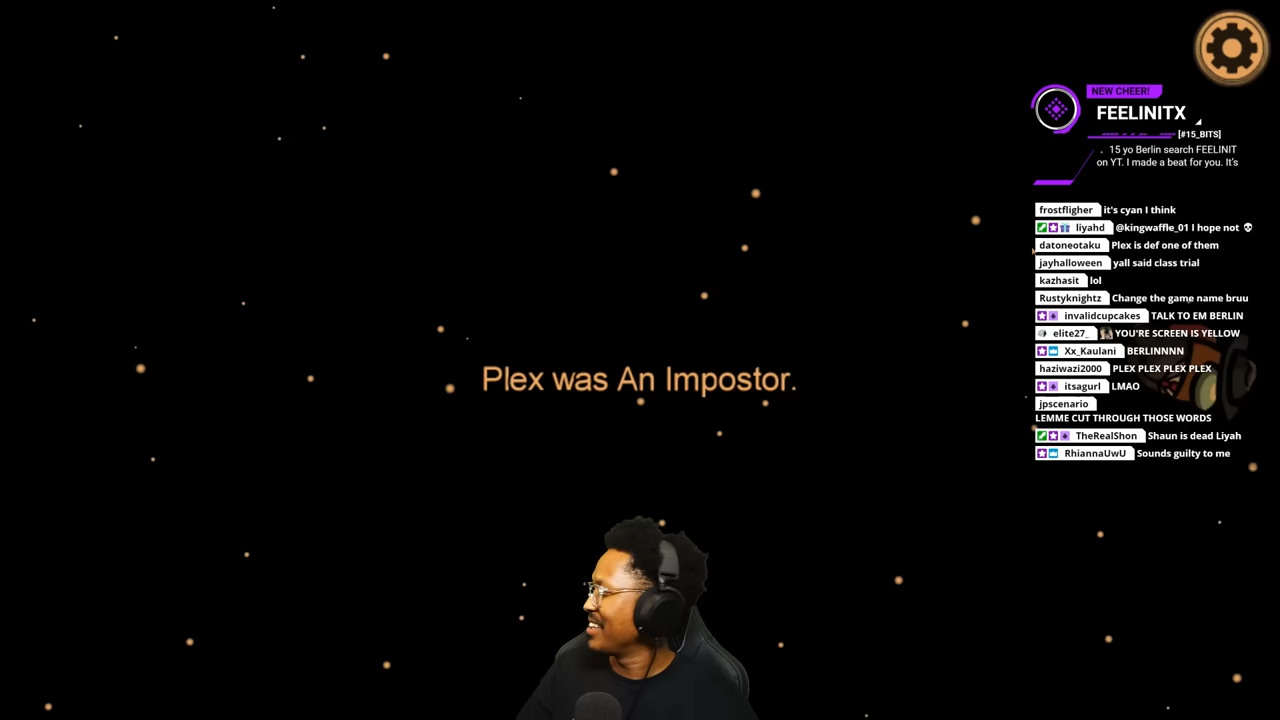 NEW CHEER!
FEELINITX
[#15_BITS]
15 yo Berlin search FEELINIT
on YT. I made a beat for you. It's
frostfligher it's cyan I think
liyahd @kingwaffle_01 I hope not 💀
datoneotaku Plex is def one of them
jayhalloween yall said class trial
kazhasit lol
Rustyknightz Change the game name bruu
invalidcupcakes TALK TO EM BERLIN
elite27_ YOU'RE SCREEN IS YELLOW
Xx_Kaulani BERLINNNN
haziwazi2000 PLEX PLEX PLEX PLEX
itsagurl LMAO
jpscenario
LEMME CUT THROUGH THOSE WORDS
TheRealShon Shaun is dead Liyah
RhiannaUwU Sounds guilty to me
Plex was An Impostor.